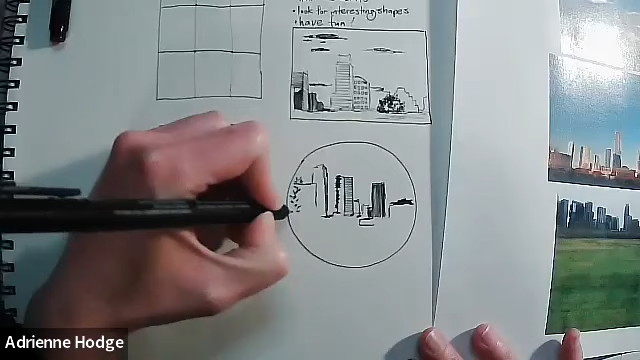 • look for interesting shapes
• have fun!
Adrienne Hodge